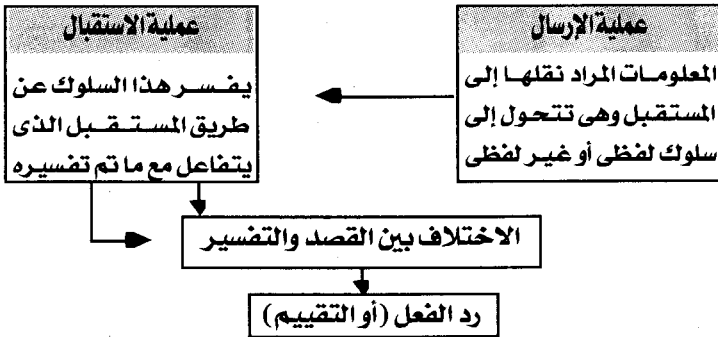 عملية الإرسال
المعلومات المراد نقلها إلى
المستقبل وهى تتحول إلى
سلوك لفظى أو غير لفظى
عملية الاستقبال
يفسر هذا السلوك عن
طريق المستقبل الذى
يتفاعل مع ما تم تفسيره
الاختلاف بين القصد والتفسير
رد الفعل (أو التقييم)